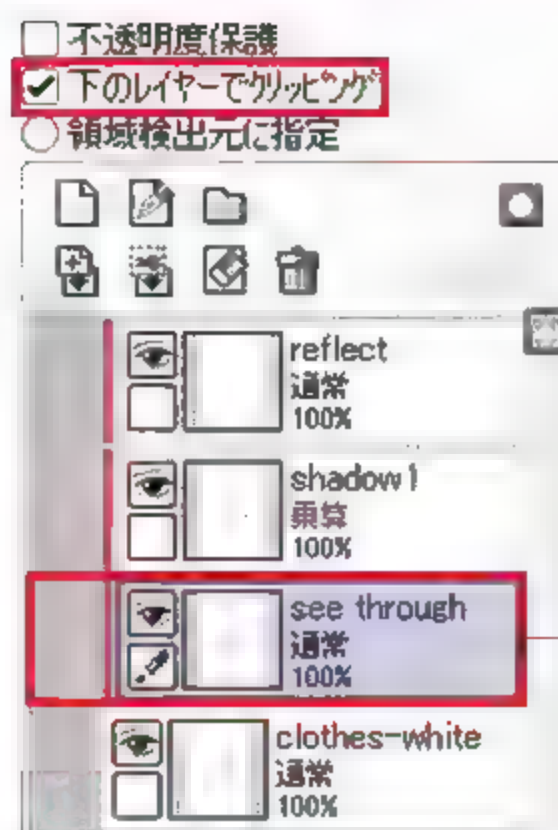 不透明度保護
下のレイヤーでクリッピング
領域検出元に指定
reflect
通常
100%
shadow1
乗算
100%
see through
通常
100%
clothes-white
通常
100%